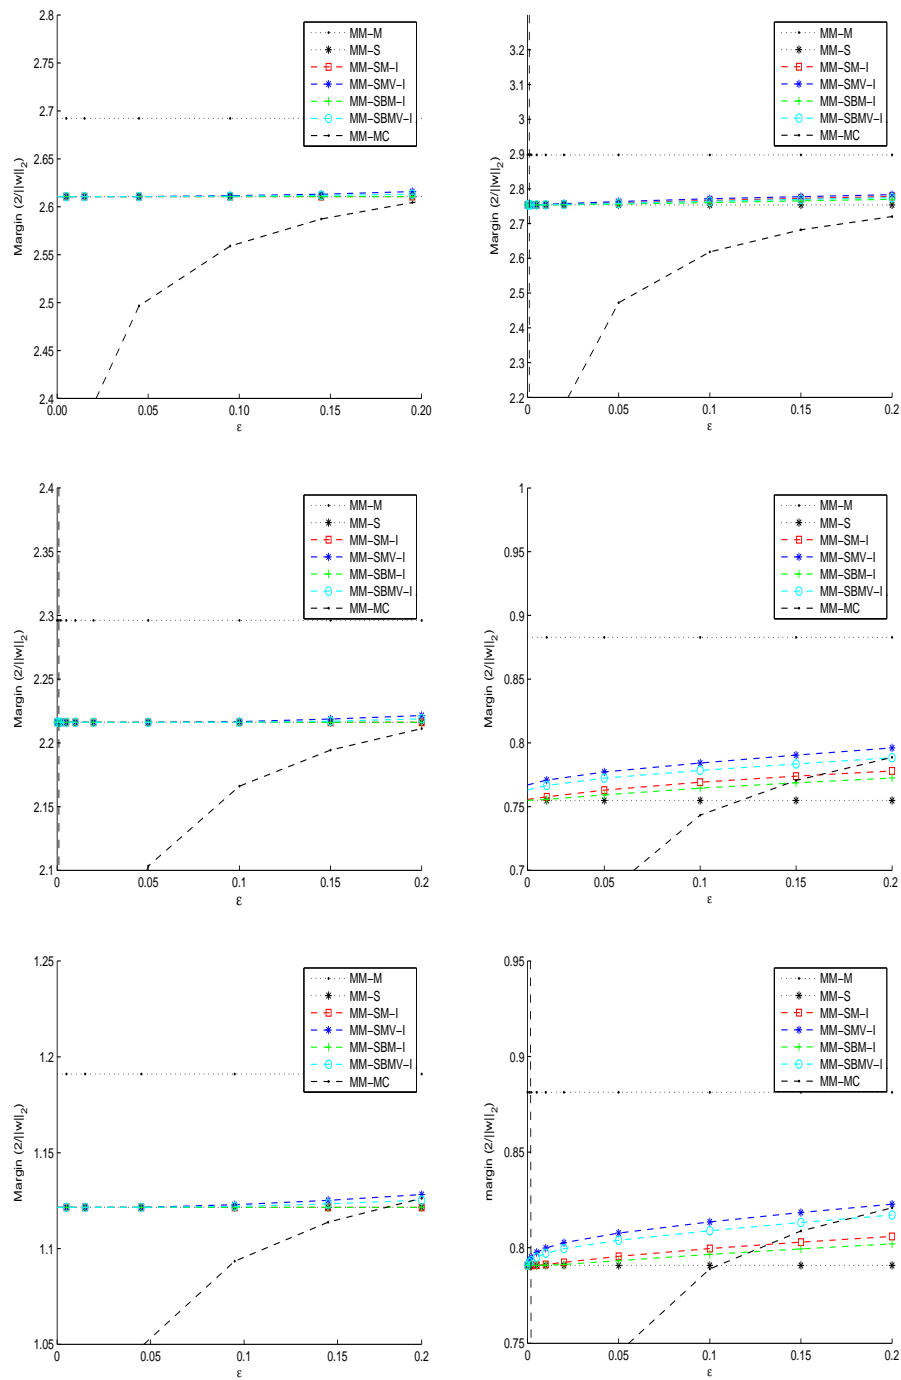 2.8
2.75
2.7
2.65
2.6
2.55
2.5
2.45
2.4
0.00
0.05
0.10
0.15
0.20
ε
Margin (2/||w||2)
MM−M
MM−S
MM−SM−I
MM−SMV−I
MM−SBM−I
MM−SBMV−I
MM−MC
3.2
3.1
3
2.9
2.8
2.7
2.6
2.5
2.4
2.3
2.2
0
0.05
0.1
0.15
0.2
ε
Margin (2/||w||2)
MM−M
MM−S
MM−SM−I
MM−SMV−I
MM−SBM−I
MM−SBMV−I
MM−MC
2.4
2.35
2.3
2.25
2.2
2.15
2.1
0
0.05
0.1
0.15
0.2
ε
Margin (2/||w||2)
MM−M
MM−S
MM−SM−I
MM−SMV−I
MM−SBM−I
MM−SBMV−I
MM−MC
1
0.95
0.9
0.85
0.8
0.75
0.7
0
0.05
0.1
0.15
0.2
ε
Margin (2/||w||2)
MM−M
MM−S
MM−SM−I
MM−SMV−I
MM−SBM−I
MM−SBMV−I
MM−MC
1.25
1.2
1.15
1.1
1.05
0
0.05
0.1
0.15
0.2
ε
Margin (2/||w||2)
MM−M
MM−S
MM−SM−I
MM−SMV−I
MM−SBM−I
MM−SBMV−I
MM−MC
0.95
0.9
0.85
0.8
0.75
0
0.05
0.1
0.15
0.2
ε
margin (2/||w||2)
MM−M
MM−S
MM−SM−I
MM−SMV−I
MM−SBM−I
MM−SBMV−I
MM−MC